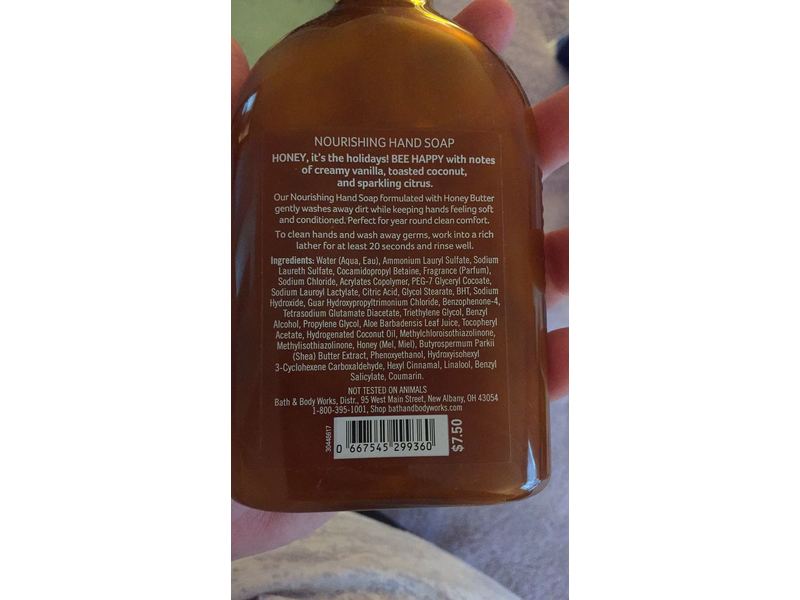 NOURISHING HAND SOAP
HONEY, it's the holidays! BEE HAPPY with notes
of creamy vanilla, toasted coconut,
and sparkling citrus.
Our Nourishing Hand Soap formulated with Honey Butter
gently washes away dirt while keeping hands feeling soft
and conditioned. Perfect for year round clean comfort.
To clean hands and wash away germs, work into a rich
lather for at least 20 seconds and rinse well.
Ingredients: Water (Aqua, Eau), Ammonium Lauryl Sulfate, Sodium
Laureth Sulfate, Cocamidopropyl Betaine, Fragrance (Parfum),
Sodium Chloride, Acrylates Copolymer, PEG-7 Glyceryl Cocoate,
Sodium Lauroyl Lactylate, Citric Acid, Glycol Stearate, BHT, Sodium
Hydroxide, Guar Hydroxypropyltrimonium Chloride, Benzophenone-4,
Tetrasodium Glutamate Diacetate, Triethylene Glycol, Benzyl
Alcohol, Propylene Glycol, Aloe Barbadensis Leaf Juice, Tocopheryl
Acetate, Hydrogenated Coconut Oil, Methylchloroisothiazolinone,
Methylisothiazolinone, Honey (Mel, Miel), Butyrospermum Parkii
(Shea) Butter Extract, Phenoxyethanol, Hydroxyisohexyl
3-Cyclohexene Carboxaldehyde, Hexyl Cinnamal, Linalool, Benzyl
Salicylate, Coumarin.
NOT TESTED ON ANIMALS
Bath & Body Works, Distr., 95 West Main Street, New Albany, OH 43054
1-800-395-1001, Shop bathandbodyworks.com
30446617
0 667545 299360
$7.50